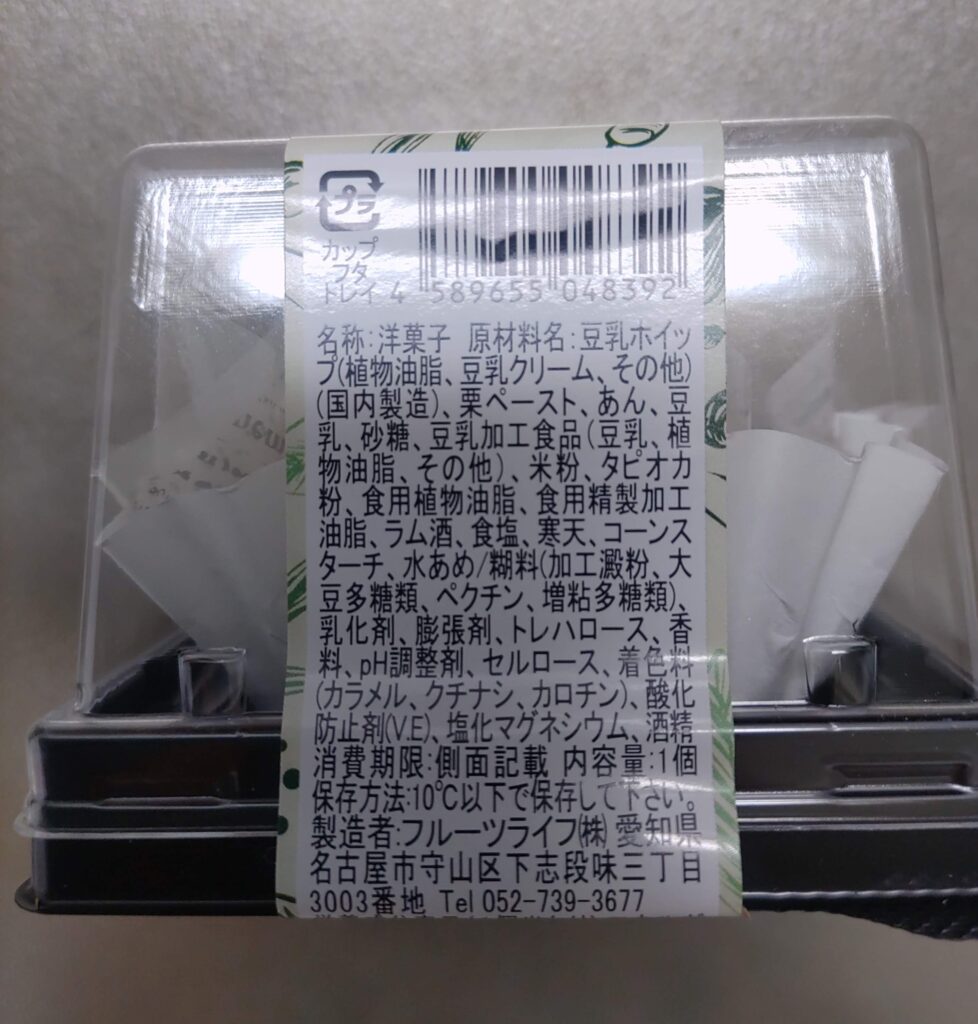 プラ
カップ
フタ
トレイ
4 589655 048392
名称:洋菓子 原材料名:豆乳ホイッ
プ(植物油脂、豆乳クリーム、その他)
(国内製造)、栗ペースト、あん、豆
乳、砂糖、豆乳加工食品(豆乳、植
物油脂、その他)、米粉、タピオカ
粉、食用植物油脂、食用精製加工
油脂、ラム酒、食塩、寒天、コーンス
ターチ、水あめ/糊料(加工澱粉、大
豆多糖類、ペクチン、増粘多糖類)、
乳化剤、膨張剤、トレハロース、香
料、pH調整剤、セルロース、着色料
(カラメル、クチナシ、カロチン)、酸化
防止剤(V.E)、塩化マグネシウム、酒精
消費期限:側面記載 内容量:1個
保存方法:10℃以下で保存して下さい。
製造者:フルーツライフ㈱ 愛知県
名古屋市守山区下志段味三丁目
3003番地 Tel 052-739-3677